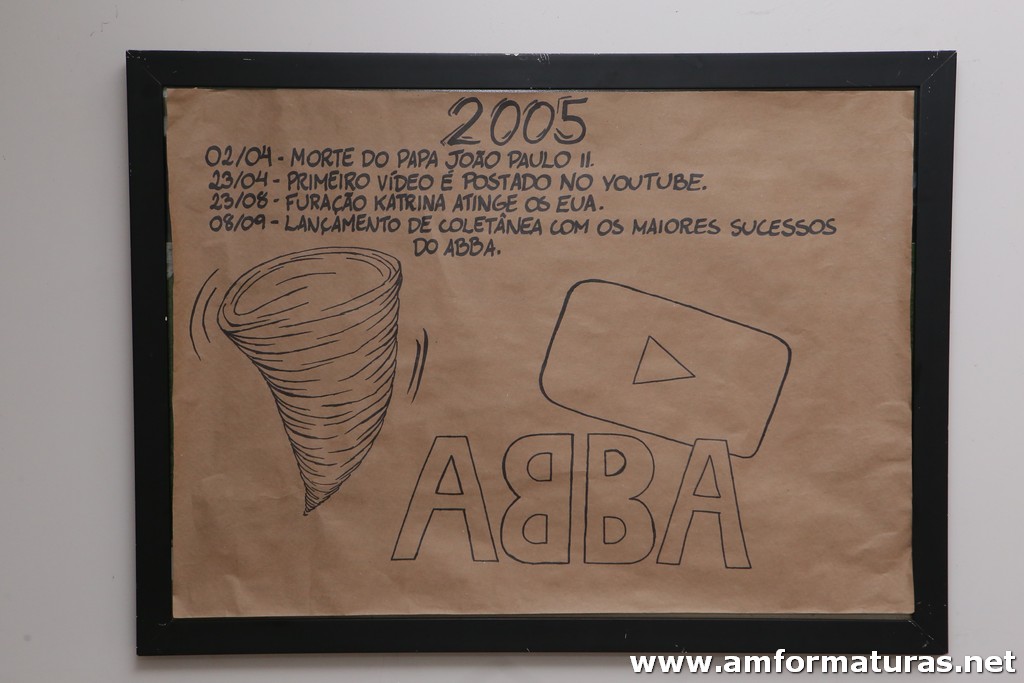 2005
02/04 - MORTE DO PAPA JOÃO PAULO II.
23/04 - PRIMEIRO VÍDEO É POSTADO NO YOUTUBE.
23/08 - FURAÇÃO KATRINA ATINGE OS EUA.
08/09 - LANÇAMENTO DE COLETÂNEA COM OS MAIORES SUCESSOS
DO ABBA.
ABBA
www.amformaturas.net